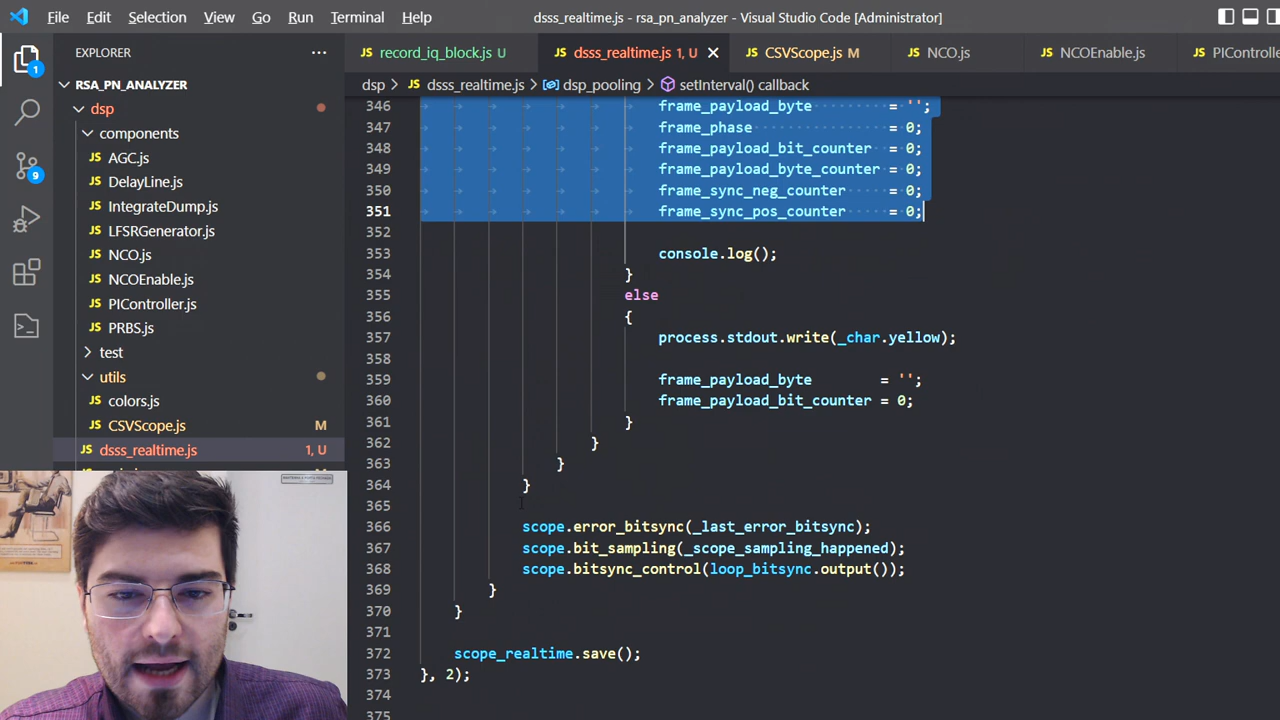 File Edit Selection View Go Run Terminal Help
dsss_realtime.js - rsa_pn_analyzer - Visual Studio Code [Administrator]
EXPLORER
RSA_PN_ANALYZER
dsp
components
JS AGC.js
JS DelayLine.js
JS IntegrateDump.js
JS LFSRGenerator.js
JS NCO.js
JS NCOEnable.js
JS PIController.js
JS PRBS.js
test
utils
JS colors.js
JS CSVScope.js M
JS dsss_realtime.js 1, U
1
9
JS record_iq_block.js U
JS dsss_realtime.js 1, U
JS CSVScope.js M
JS NCO.js
JS NCOEnable.js
JS PIControlle
dsp > JS dsss_realtime.js > dsp_pooling > setInterval() callback
346 frame_payload_byte = '';
347 frame_phase = 0;
348 frame_payload_bit_counter = 0;
349 frame_payload_byte_counter = 0;
350 frame_sync_neg_counter = 0;
351 frame_sync_pos_counter = 0;
352
353 console.log();
354 }
355 else
356 {
357 process.stdout.write(_char.yellow);
358
359 frame_payload_byte = '';
360 frame_payload_bit_counter = 0;
361 }
362 }
363 }
364 }
365
366 scope.error_bitsync(_last_error_bitsync);
367 scope.bit_sampling(_scope_sampling_happened);
368 scope.bitsync_control(loop_bitsync.output());
369 }
370 }
371
372 scope_realtime.save();
373 }, 2);
374
375